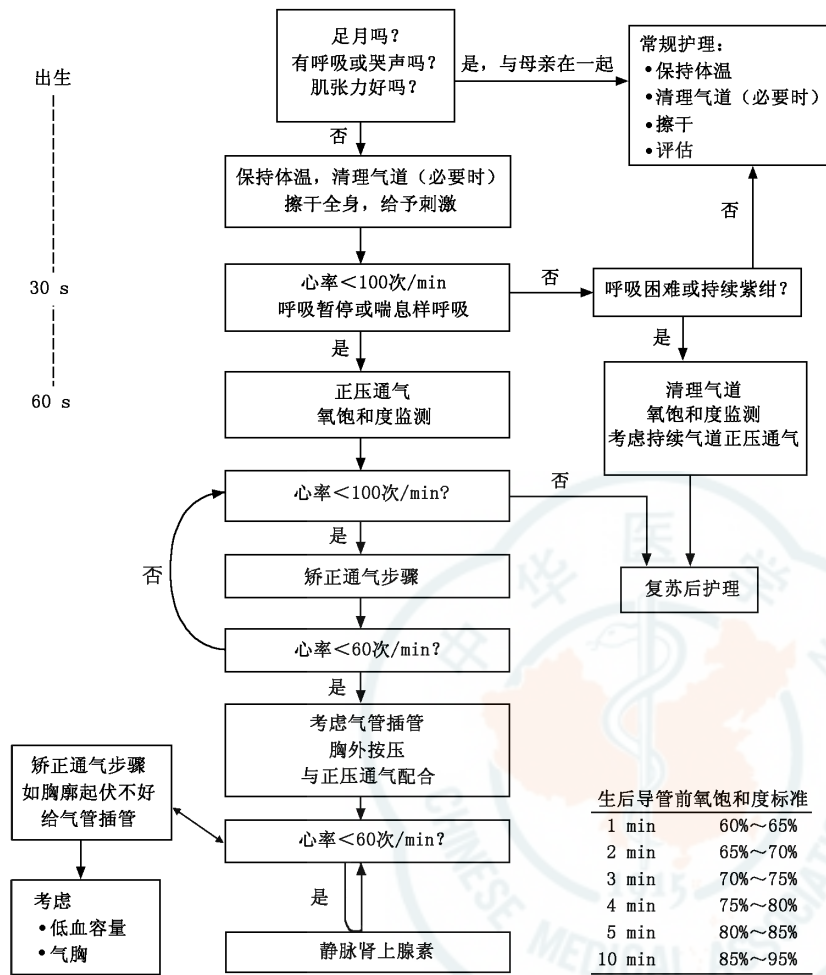 足月吗？
有呼吸或哭声吗？
肌张力好吗？
是，与母亲在一起
常规护理：
•保持体温
•清理气道（必要时）
•擦干
•评估
出生
否
保持体温，清理气道（必要时）
擦干全身，给予刺激
否
30 s
心率＜100次/min
呼吸暂停或喘息样呼吸
否
呼吸困难或持续紫绀？
是
是
60 s
正压通气
氧饱和度监测
清理气道
氧饱和度监测
考虑持续气道正压通气
心率＜100次/min?
否
是
否
矫正通气步骤
复苏后护理
心率＜60次/min?
是
考虑气管插管
胸外按压
与正压通气配合
矫正通气步骤
如胸廓起伏不好
给气管插管
心率＜60次/min?
是
考虑
•低血容量
•气胸
静脉肾上腺素
生后导管前氧饱和度标准
1 min 60%～65%
2 min 65%～70%
3 min 70%～75%
4 min 75%～80%
5 min 80%～85%
10 min 85%～95%
中华医学
CHINESE MEDICAL ASSOCIAT
1915